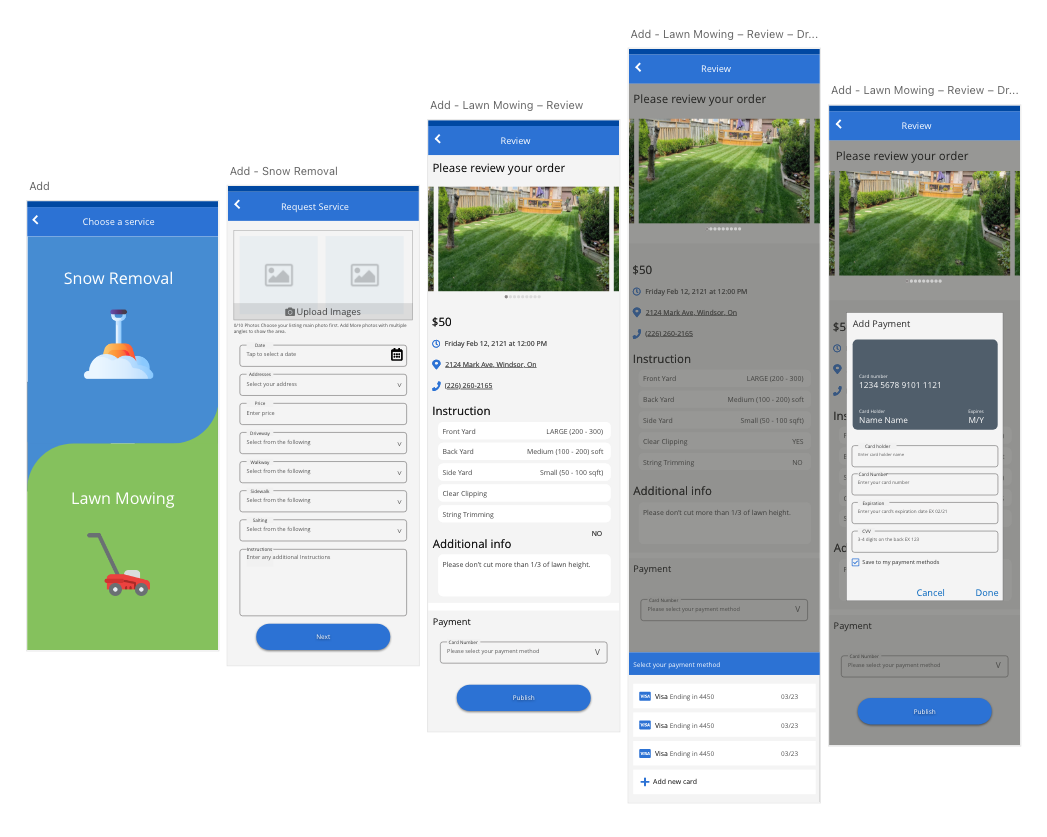 Add
Choose a service
Snow Removal
Lawn Mowing
Add - Snow Removal
Request Service
Upload Images
0/10 Photos Choose your listing main photo first. Add More photos with multiple
angles to show the area.
Date
Tap to select a date
Addresses
Select your address
V
Price
Enter price
Driveway
Select from the following
V
Walkway
Select from the following
V
Sidewalk
Select from the following
V
Salting
Select from the following
V
Instructions
Enter any additional instructions
Next
Add - Lawn Mowing – Review
Review
Please review your order
$50
Friday Feb 12, 2121 at 12:00 PM
2124 Mark Ave, Windsor, On
(226) 260-2165
Instruction
Front Yard LARGE (200 - 300)
Back Yard Medium (100 - 200) soft
Side Yard Small (50 - 100 sqft)
Clear Clipping
String Trimming
NO
Additional info
Please don't cut more than 1/3 of lawn height.
Payment
Card Number
Please select your payment method V
Publish
Add - Lawn Mowing – Review – Dr...
Review
Please review your order
$50
Friday Feb 12, 2121 at 12:00 PM
2124 Mark Ave, Windsor, On
(226) 260-2165
Instruction
Front Yard LARGE (200 - 300)
Back Yard Medium (100 - 200) soft
Side Yard Small (50 - 100 sqft)
Clear Clipping YES
String Trimming NO
Additional info
Please don't cut more than 1/3 of lawn height.
Payment
Card Number
Please select your payment method V
Select your payment method
VISA Visa Ending in 4450 03/23
VISA Visa Ending in 4450 03/23
VISA Visa Ending in 4450 03/23
Add new card
Add - Lawn Mowing – Review – Dr...
Review
Please review your order
$5
Ins
Ad
Add Payment
Card number
1234 5678 9101 1121
Card Holder Expires
Name Name M/Y
Card holder
Enter card holder name
Card Number
Enter your card number
Expiration
Enter your card's expiration date EX 02/21
CVV
3-4 digits on the back EX 123
Save to my payment methods
Cancel Done
Payment
Card Number
Please select your payment method V
Publish